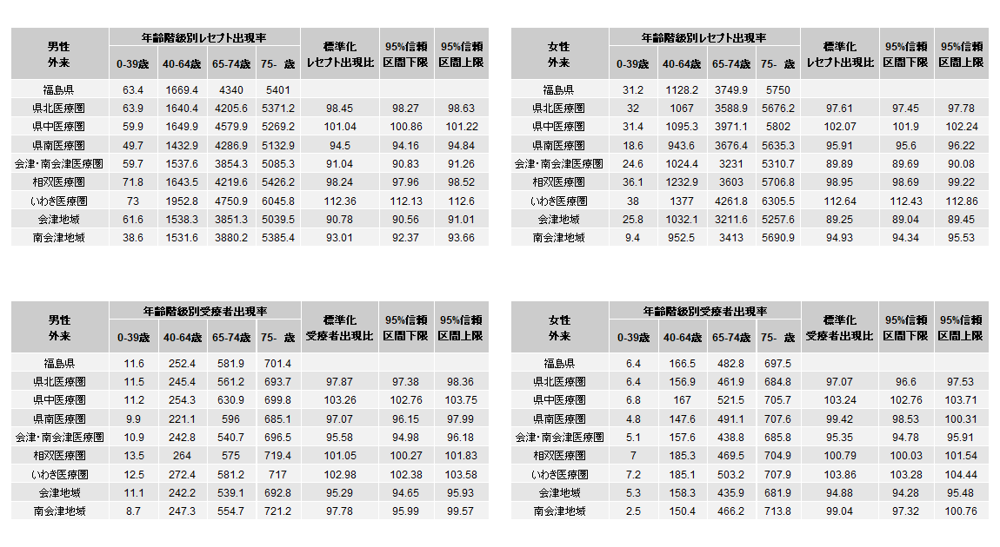 男性 外来 年齢階級別レセプト出現率 標準化 レセプト出現比 95%信頼 区間下限 95%信頼 区間上限
0-39歳 40-64歳 65-74歳 75- 歳
福島県 63.4 1669.4 4340 5401
県北医療圏 63.9 1640.4 4205.6 5371.2 98.45 98.27 98.63
県中医療圏 59.9 1649.9 4579.9 5269.2 101.04 100.86 101.22
県南医療圏 49.7 1432.9 4286.9 5132.9 94.5 94.16 94.84
会津・南会津医療圏 59.7 1537.6 3854.3 5085.3 91.04 90.83 91.26
相双医療圏 71.8 1643.5 4219.6 5426.2 98.24 97.96 98.52
いわき医療圏 73 1952.8 4750.9 6045.8 112.36 112.13 112.6
会津地域 61.6 1538.3 3851.3 5039.5 90.78 90.56 91.01
南会津地域 38.6 1531.6 3880.2 5385.4 93.01 92.37 93.66
女性 外来 年齢階級別レセプト出現率 標準化 レセプト出現比 95%信頼 区間下限 95%信頼 区間上限
0-39歳 40-64歳 65-74歳 75- 歳
福島県 31.2 1128.2 3749.9 5750
県北医療圏 32 1067 3588.9 5676.2 97.61 97.45 97.78
県中医療圏 31.4 1095.3 3971.1 5802 102.07 101.9 102.24
県南医療圏 18.6 943.6 3676.4 5635.3 95.91 95.6 96.22
会津・南会津医療圏 24.6 1024.4 3231 5310.7 89.89 89.69 90.08
相双医療圏 36.1 1232.9 3603 5706.8 98.95 98.69 99.22
いわき医療圏 38 1377 4261.8 6305.5 112.64 112.43 112.86
会津地域 25.8 1032.1 3211.6 5257.6 89.25 89.04 89.45
南会津地域 9.4 952.5 3413 5690.9 94.93 94.34 95.53
男性 外来 年齢階級別受療者出現率 標準化 受療者出現比 95%信頼 区間下限 95%信頼 区間上限
0-39歳 40-64歳 65-74歳 75- 歳
福島県 11.6 252.4 581.9 701.4
県北医療圏 11.5 245.4 561.2 693.7 97.87 97.38 98.36
県中医療圏 11.2 254.3 630.9 699.8 103.26 102.76 103.75
県南医療圏 9.9 221.1 596 685.1 97.07 96.15 97.99
会津・南会津医療圏 10.9 242.8 540.7 696.5 95.58 94.98 96.18
相双医療圏 13.5 264 575 719.4 101.05 100.27 101.83
いわき医療圏 12.5 272.4 581.2 717 102.98 102.38 103.58
会津地域 11.1 242.2 539.1 692.8 95.29 94.65 95.93
南会津地域 8.7 247.3 554.7 721.2 97.78 95.99 99.57
女性 外来 年齢階級別受療者出現率 標準化 受療者出現比 95%信頼 区間下限 95%信頼 区間上限
0-39歳 40-64歳 65-74歳 75- 歳
福島県 6.4 166.5 482.8 697.5
県北医療圏 6.4 156.9 461.9 684.8 97.07 96.6 97.53
県中医療圏 6.8 167 521.5 705.7 103.24 102.76 103.71
県南医療圏 4.8 147.6 491.1 707.6 99.42 98.53 100.31
会津・南会津医療圏 5.1 157.6 438.8 685.8 95.35 94.78 95.91
相双医療圏 7 185.3 469.5 704.9 100.79 100.03 101.54
いわき医療圏 7.2 185.1 503.2 707.9 103.86 103.28 104.44
会津地域 5.3 158.3 435.9 681.9 94.88 94.28 95.48
南会津地域 2.5 150.4 466.2 713.8 99.04 97.32 100.76